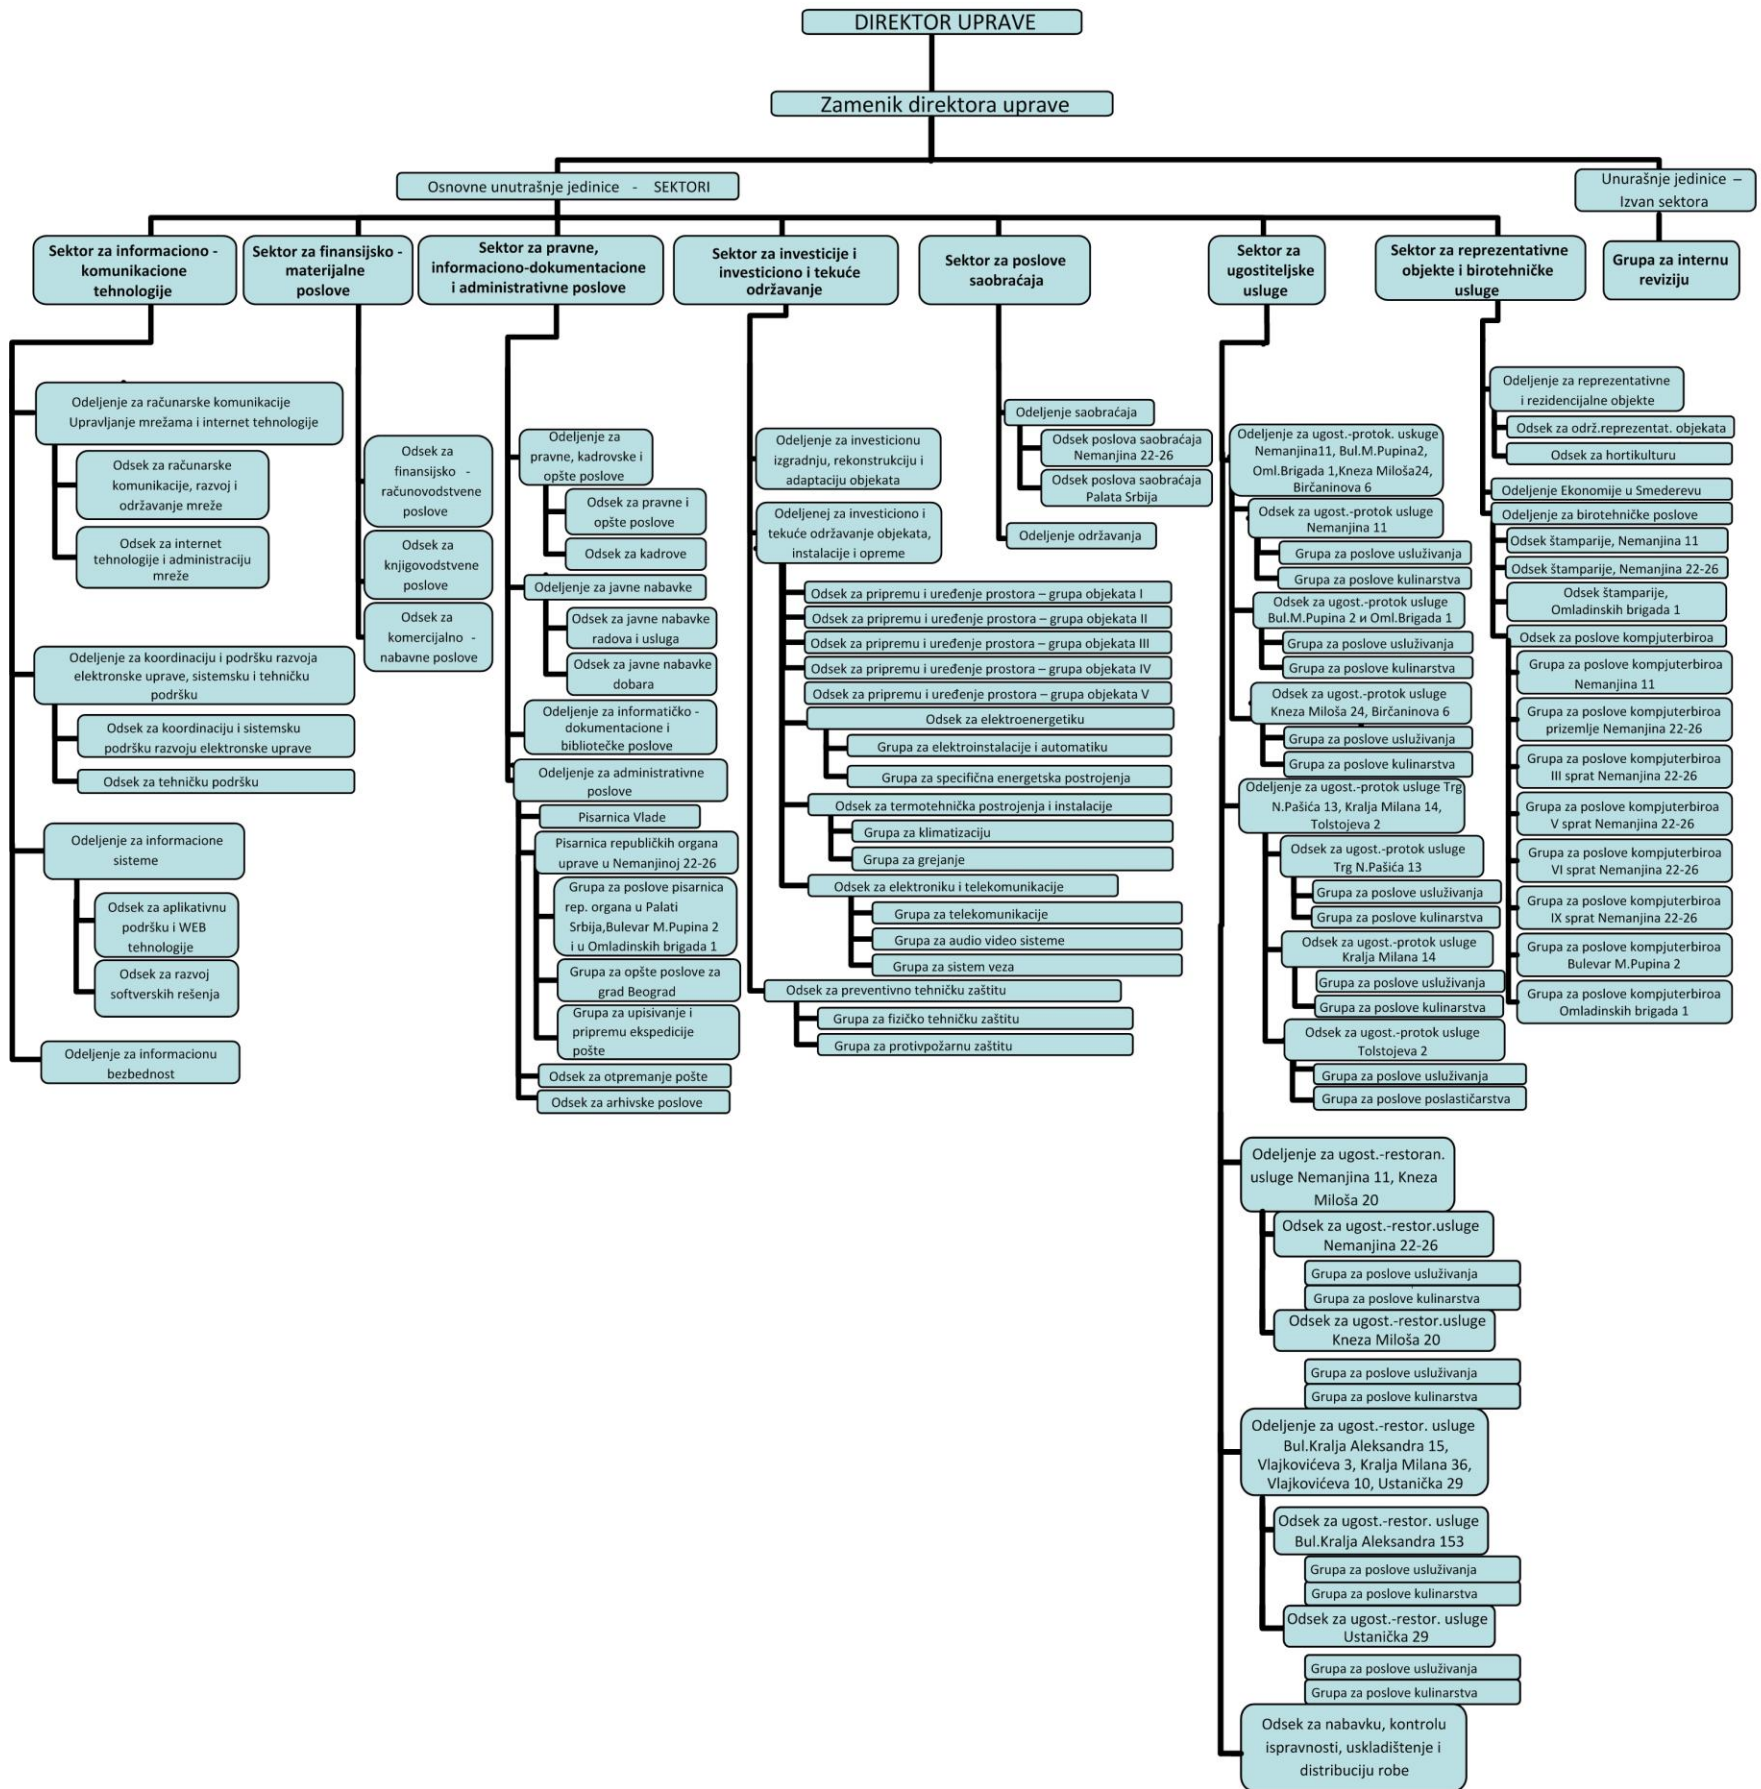 DIREKTOR UPRAVE
Zamenik direktora uprave
Osnovne unutrašnje jedinice - SEKTORI
Unurašnje jedinice –
Izvan sektora
Sektor za informaciono -
komunikacione
tehnologije
Sektor za finansijsko -
materijalne
poslove
Sektor za pravne,
informaciono-dokumentacione
i administrativne poslove
Sektor za investicije i
investiciono i tekuće
održavanje
Sektor za poslove
saobraćaja
Sektor za
ugostiteljske
usluge
Sektor za reprezentativne
objekte i birotehničke
usluge
Grupa za internu
reviziju
Odeljenje za računarske komunikacije
Upravljanje mrežama i internet tehnologije
Odsek za računarske
komunikacije, razvoj i
održavanje mreže
Odsek za internet
tehnologije i administraciju
mreže
Odeljenje za koordinaciju i podršku razvoja
elektronske uprave, sistemsku i tehničku
podršku
Odsek za koordinaciju i sistemsku
podršku razvoju elektronske uprave
Odsek za tehničku podršku
Odeljenje za informacione
sisteme
Odsek za aplikativnu
podršku i WEB
tehnologije
Odsek za razvoj
softverskih rešenja
Odeljenje za informacionu
bezbednost
Odsek za
finansijsko -
računovodstvene
poslove
Odsek za
knjigovodstvene
poslove
Odsek za
komercijalno -
nabavne poslove
Odeljenje za
pravne, kadrovske i
opšte poslove
Odsek za pravne i
opšte poslove
Odsek za kadrove
Odeljenje za javne nabavke
Odsek za javne nabavke
radova i usluga
Odsek za javne nabavke
dobara
Odeljenje za informatičko -
dokumentacione i
bibliotečke poslove
Odeljenje za administrativne
poslove
Pisarnica Vlade
Pisarnica republičkih organa
uprave u Nemanjinoj 22-26
Grupa za poslove pisarnica
rep. organa u Palati
Srbija,Bulevar M.Pupina 2
i u Omladinskih brigada 1
Grupa za opšte poslove za
grad Beograd
Grupa za upisivanje i
pripremu ekspedicije
pošte
Odsek za otpremanje pošte
Odsek za arhivske poslove
Odeljenje za investicionu
izgradnju, rekonstrukciju i
adaptaciju objekata
Odeljenej za investiciono i
tekuće održavanje objekata,
instalacije i opreme
Odsek za pripremu i uređenje prostora – grupa objekata I
Odsek za pripremu i uređenje prostora – grupa objekata II
Odsek za pripremu i uređenje prostora – grupa objekata III
Odsek za pripremu i uređenje prostora – grupa objekata IV
Odsek za pripremu i uređenje prostora – grupa objekata V
Odsek za elektroenergetiku
Grupa za elektroinstalacije i automatiku
Grupa za specifična energetska postrojenja
Odsek za termotehnička postrojenja i instalacije
Grupa za klimatizaciju
Grupa za grejanje
Odsek za elektroniku i telekomunikacije
Grupa za telekomunikacije
Grupa za audio video sisteme
Grupa za sistem veza
Odsek za preventivno tehničku zaštitu
Grupa za fizičko tehničku zaštitu
Grupa za protivpožarnu zaštitu
Odeljenje saobraćaja
Odsek poslova saobraćaja
Nemanjina 22-26
Odsek poslova saobraćaja
Palata Srbija
Odeljenje održavanja
Odeljenje za ugost.-protok. uskuge
Nemanjina11, Bul.M.Pupina2,
Oml.Brigada 1,Kneza Miloša24,
Birčaninova 6
Odsek za ugost.-protok usluge
Nemanjina 11
Grupa za poslove usluživanja
Grupa za poslove kulinarstva
Odsek za ugost.-protok usluge
Bul.M.Pupina 2 и Oml.Brigada 1
Grupa za poslove usluživanja
Grupa za poslove kulinarstva
Odsek za ugost.-protok usluge
Kneza Miloša 24, Birčaninova 6
Grupa za poslove usluživanja
Grupa za poslove kulinarstva
Odeljenje za ugost.-protok usluge Trg
N.Pašića 13, Kralja Milana 14,
Tolstojeva 2
Odsek za ugost.-protok usluge
Trg N.Pašića 13
Grupa za poslove usluživanja
Grupa za poslove kulinarstva
Odsek za ugost.-protok usluge
Kralja Milana 14
Grupa za poslove usluživanja
Grupa za poslove kulinarstva
Odsek za ugost.-protok usluge
Tolstojeva 2
Grupa za poslove usluživanja
Grupa za poslove poslastičarstva
Odeljenje za ugost.-restoran.
usluge Nemanjina 11, Kneza
Miloša 20
Odsek za ugost.-restor.usluge
Nemanjina 22-26
Grupa za poslove usluživanja
Grupa za poslove kulinarstva
Odsek za ugost.-restor.usluge
Kneza Miloša 20
Grupa za poslove usluživanja
Grupa za poslove kulinarstva
Odeljenje za ugost.-restor. usluge
Bul.Kralja Aleksandra 15,
Vlajkovićeva 3, Kralja Milana 36,
Vlajkovićeva 10, Ustanička 29
Odsek za ugost.-restor. usluge
Bul.Kralja Aleksandra 153
Grupa za poslove usluživanja
Grupa za poslove kulinarstva
Odsek za ugost.-restor. usluge
Ustanička 29
Grupa za poslove usluživanja
Grupa za poslove kulinarstva
Odsek za nabavku, kontrolu
ispravnosti, uskladištenje i
distribuciju robe
Odeljenje za reprezentativne
i rezidencijalne objekte
Odsek za održ.reprezentat. objekata
Odsek za hortikulturu
Odeljenje Ekonomije u Smederevu
Odeljenje za birotehničke poslove
Odsek štamparije, Nemanjina 11
Odsek štamparije, Nemanjina 22-26
Odsek štamparije,
Omladinskih brigada 1
Odsek za poslove kompjuterbiroa
Grupa za poslove kompjuterbiroa
Nemanjina 11
Grupa za poslove kompjuterbiroa
prizemlje Nemanjina 22-26
Grupa za poslove kompjuterbiroa
III sprat Nemanjina 22-26
Grupa za poslove kompjuterbiroa
V sprat Nemanjina 22-26
Grupa za poslove kompjuterbiroa
VI sprat Nemanjina 22-26
Grupa za poslove kompjuterbiroa
IX sprat Nemanjina 22-26
Grupa za poslove kompjuterbiroa
Bulevar M.Pupina 2
Grupa za poslove kompjuterbiroa
Omladinskih brigada 1